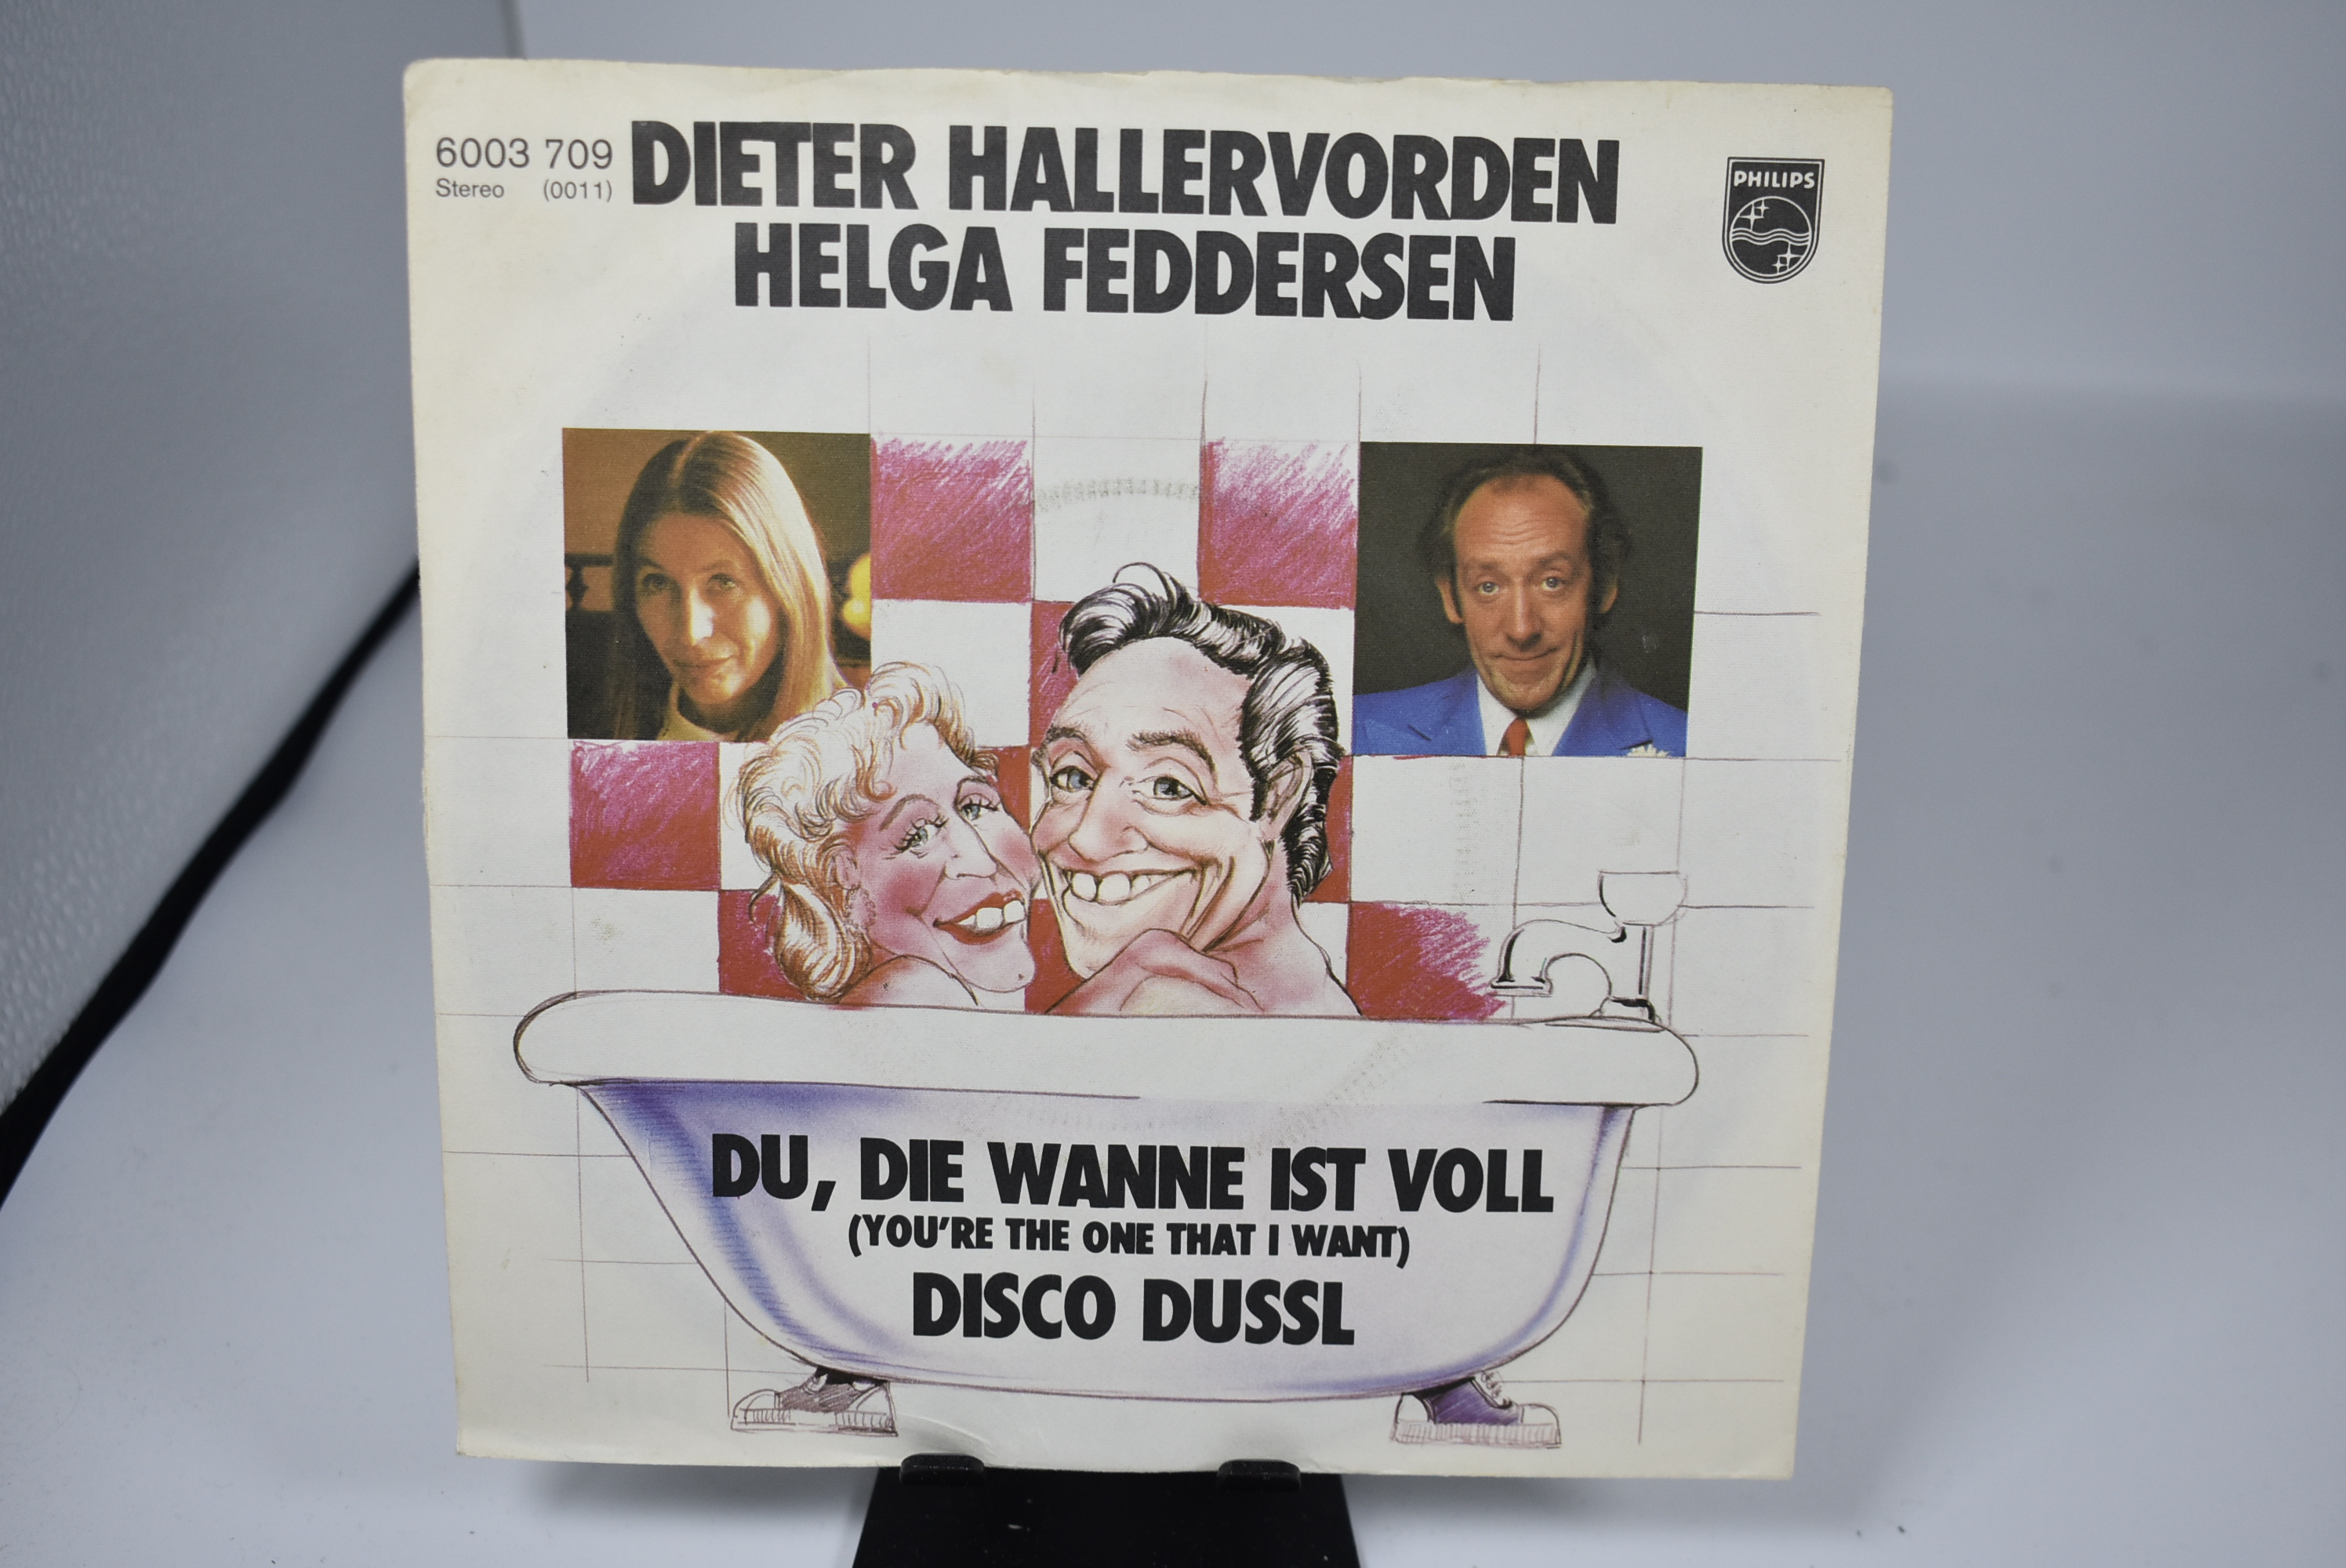 6003 709
Stereo (0011)
DIETER HALLERVORDEN
HELGA FEDDERSEN
PHILIPS
DU, DIE WANNE IST VOLL
(YOU'RE THE ONE THAT I WANT)
DISCO DUSSL